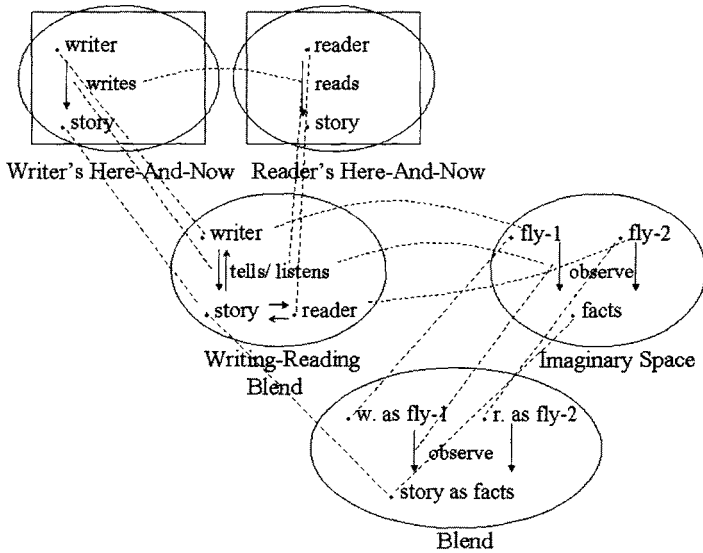 writer
writes
story
reader
reads
story
Writer's Here-And-Now
Reader's Here-And-Now
writer
tells/ listens
story
reader
Writing-Reading
Blend
fly-1
fly-2
observe
facts
Imaginary Space
w. as fly-1
r. as fly-2
observe
story as facts
Blend